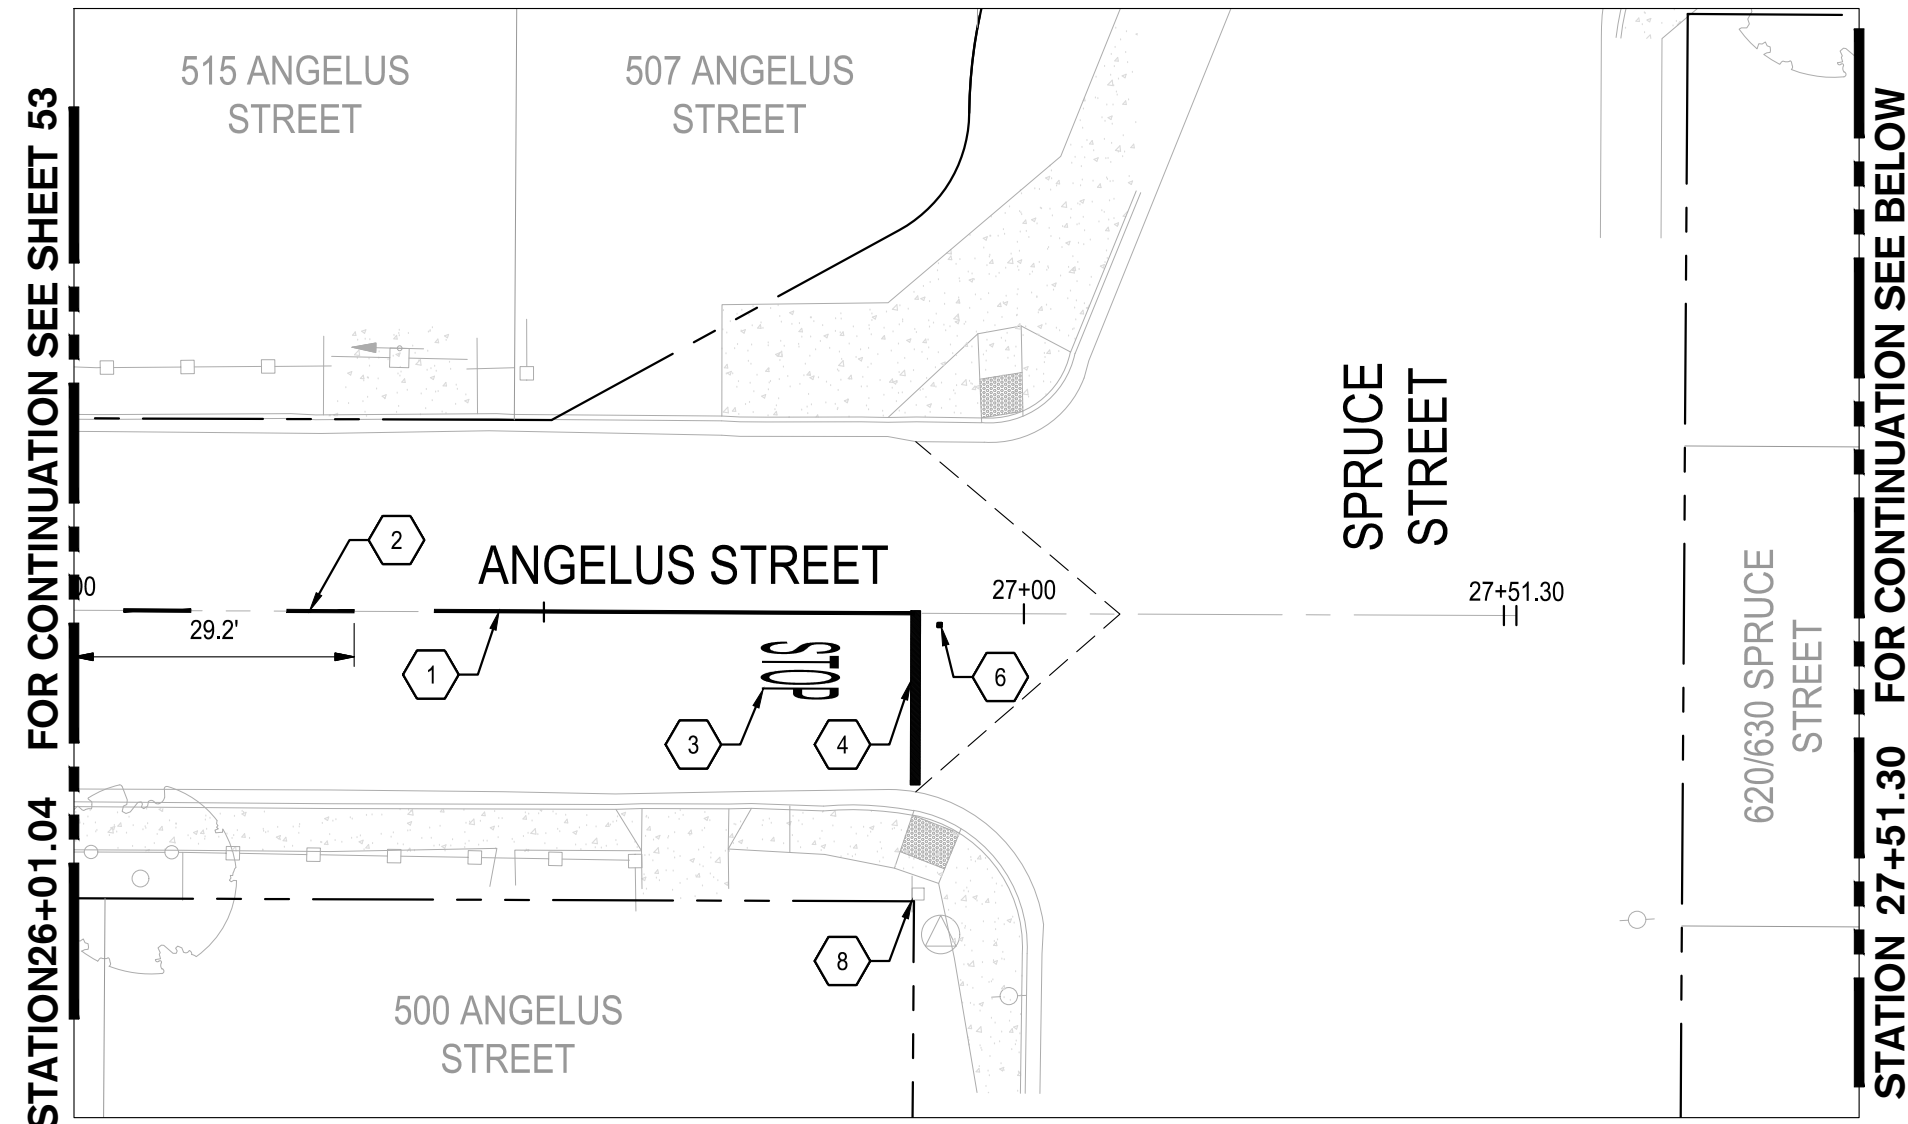 515 ANGELUS
STREET
507 ANGELUS
STREET
STATION26+01.04 FOR CONTINUATION SEE SHEET 53
STATION 27+51.30 FOR CONTINUATION SEE BELOW
SPRUCE
STREET
2
ANGELUS STREET
00
27+00
27+51.30
29.2'
1
STOP
6
3
4
620/630 SPRUCE
STREET
8
500 ANGELUS
STREET